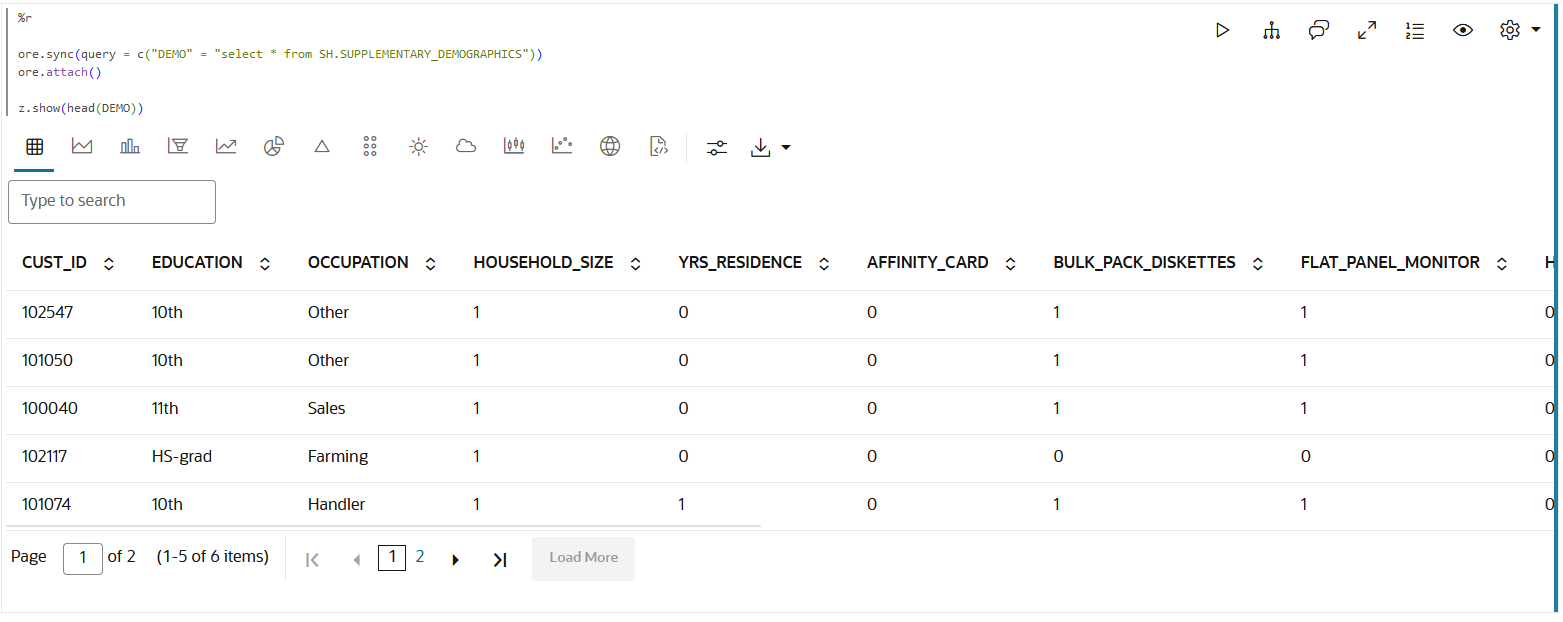 %r
ore.sync(query = c("DEMO" = "select * from SH.SUPPLEMENTARY_DEMOGRAPHICS"))
ore.attach()
z.show(head(DEMO))
Type to search
CUST_ID EDUCATION OCCUPATION HOUSEHOLD_SIZE YRS_RESIDENCE AFFINITY_CARD BULK_PACK_DISKETTES FLAT_PANEL_MONITOR H
102547 10th Other 1 0 0 1 1 0
101050 10th Other 1 0 0 1 1 0
100040 11th Sales 1 0 0 1 1 0
102117 HS-grad Farming 1 0 0 0 0 0
101074 10th Handler 1 1 0 1 1 0
Page 1 of 2 (1-5 of 6 items) 1 2 Load More